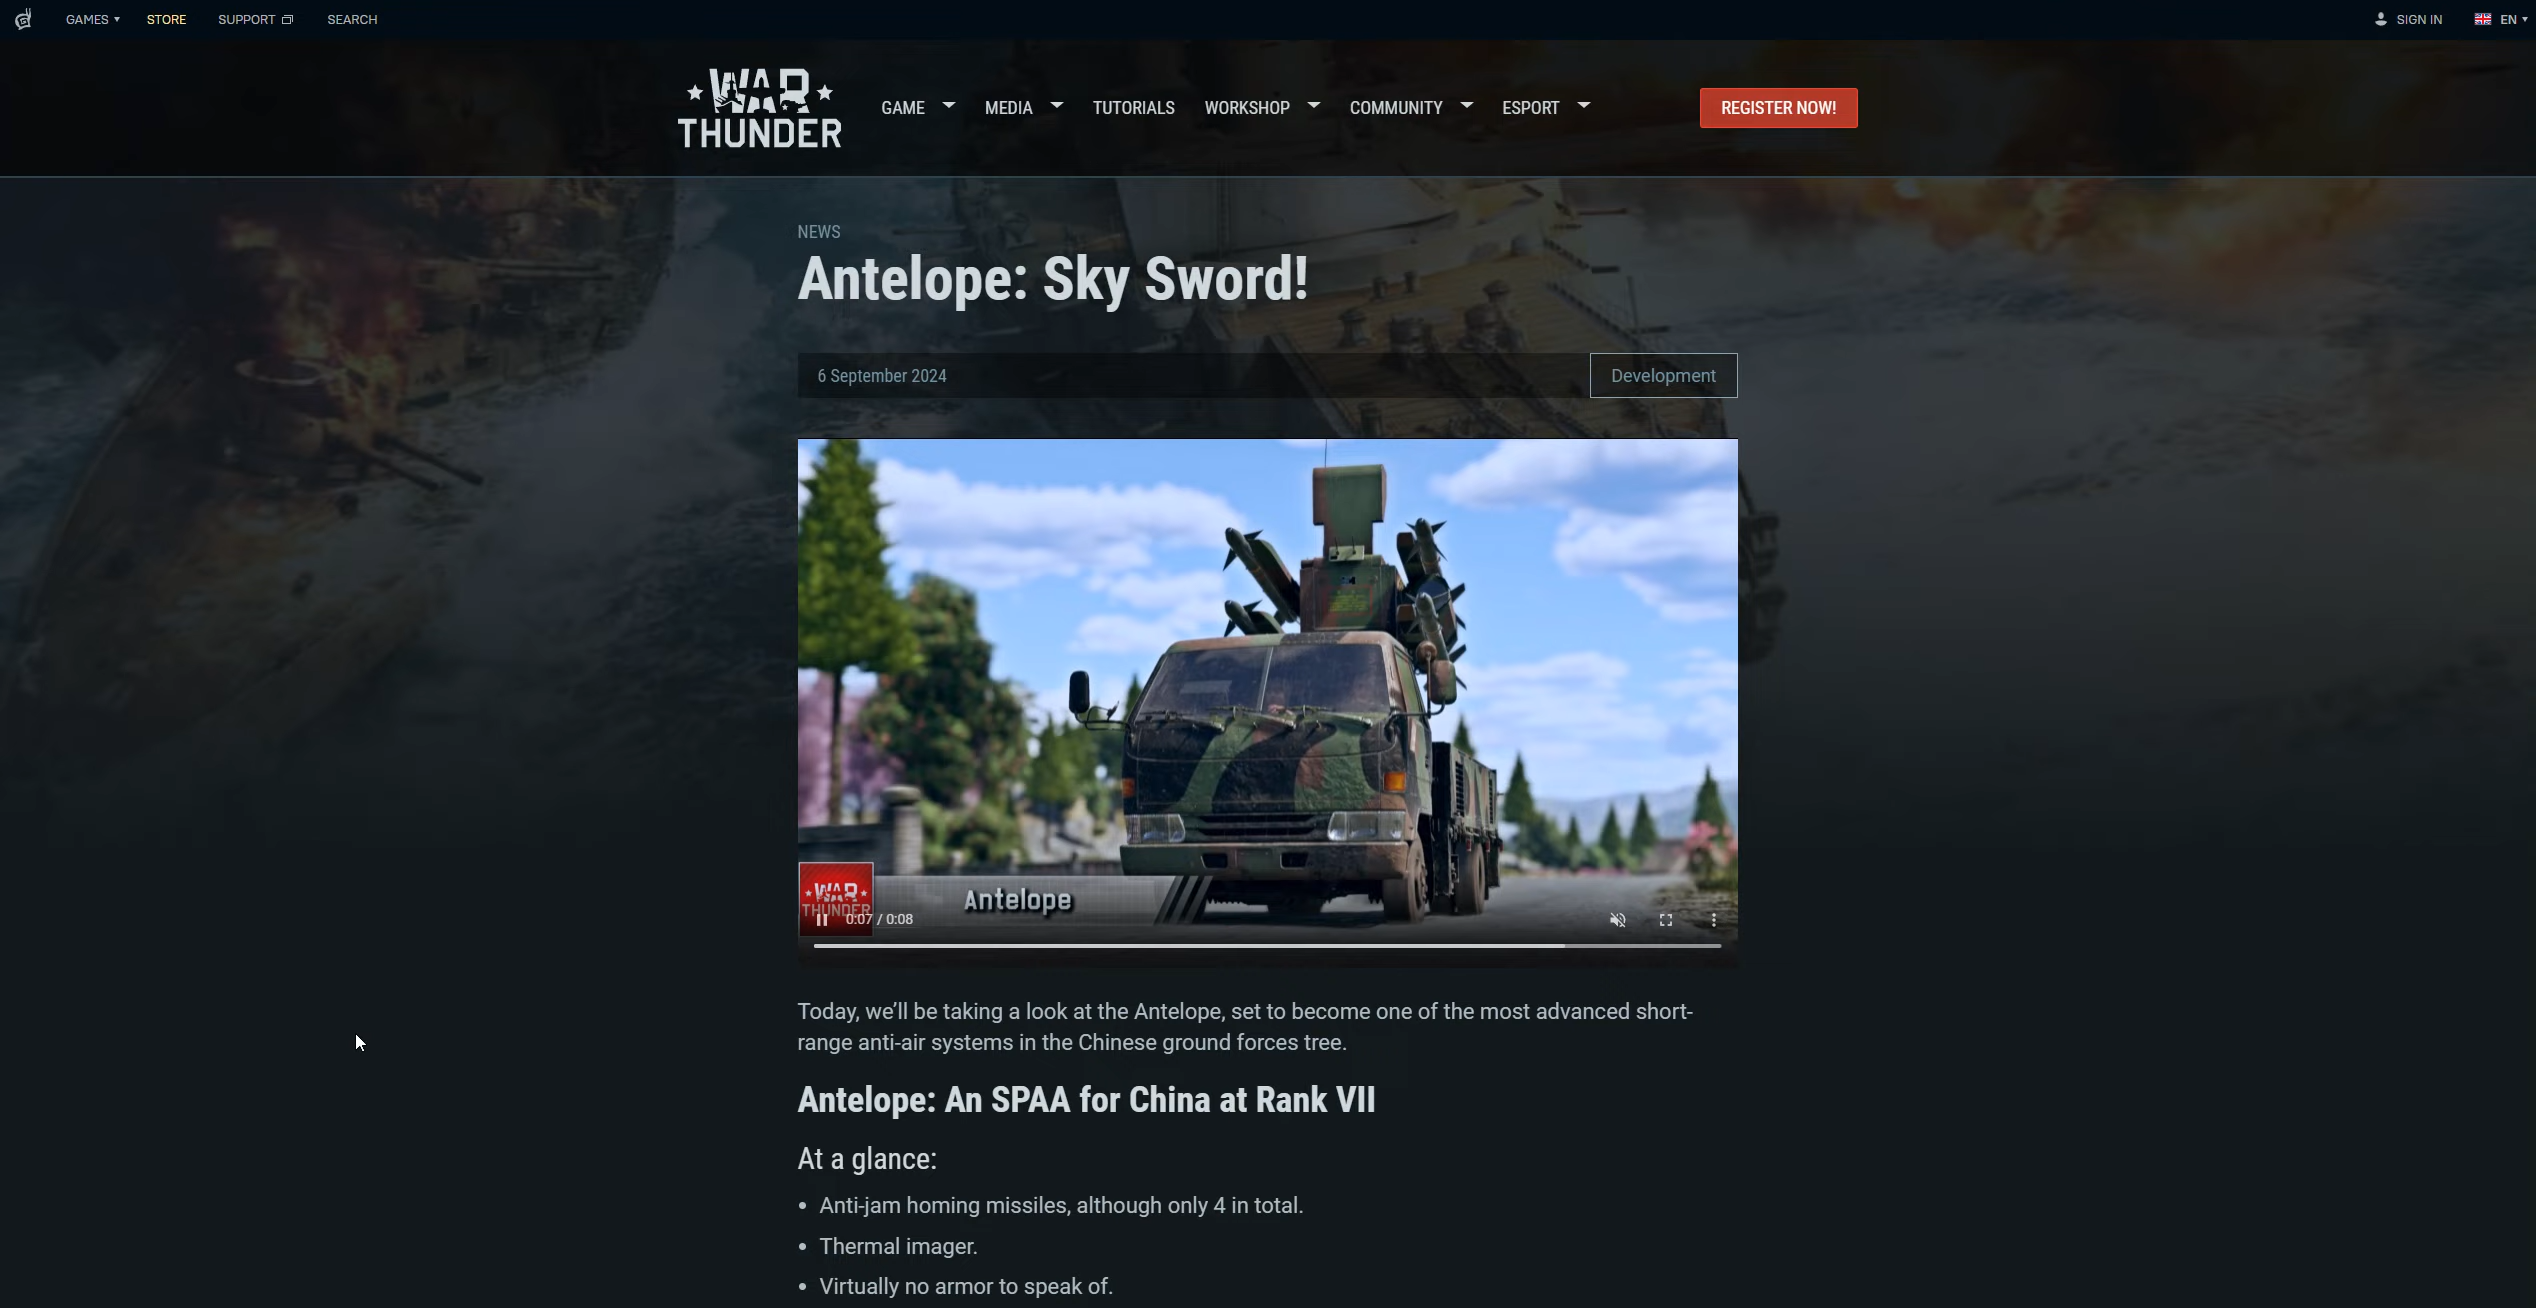 GAMES
STORE
SUPPORT
SEARCH
SIGN IN
EN
WAR
THUNDER
GAME
MEDIA
TUTORIALS
WORKSHOP
COMMUNITY
ESPORT
REGISTER NOW!
NEWS
Antelope: Sky Sword!
6 September 2024
Development
WAR
THUNDER
Antelope
0:07 / 0:08
Today, we’ll be taking a look at the Antelope, set to become one of the most advanced short-
range anti-air systems in the Chinese ground forces tree.
Antelope: An SPAA for China at Rank VII
At a glance:
• Anti-jam homing missiles, although only 4 in total.
• Thermal imager.
• Virtually no armor to speak of.